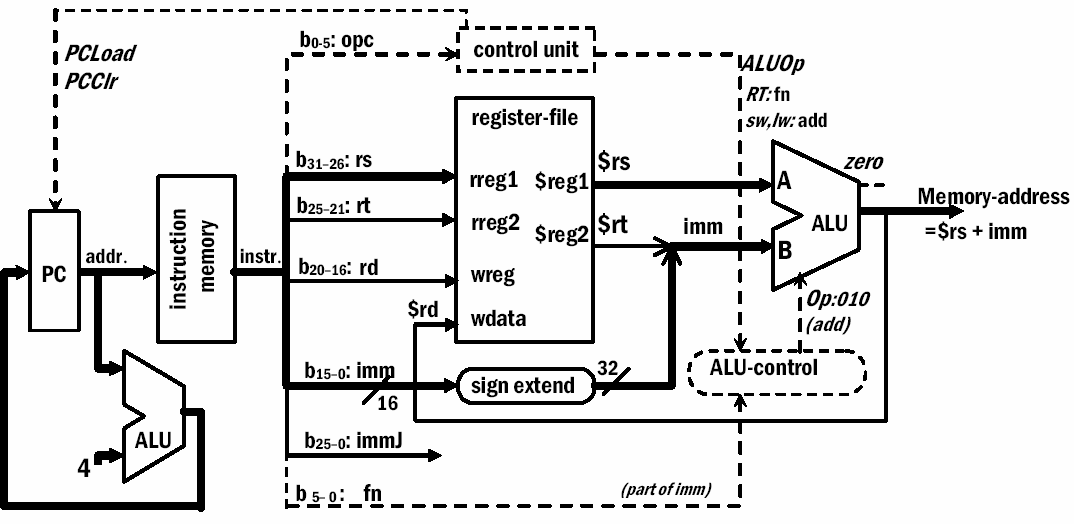 PCLoad
PCClr
b0-5: opc
control unit
ALUOp
RT: fn
sw,lw: add
register-file
b31-26: rs
rreg1
$reg1
$rs
A
zero
b25-21: rt
rreg2
$reg2
$rt
imm
ALU
Memory-address
=$rs + imm
B
PC
addr.
instruction
memory
instr.
b20-16: rd
wreg
$rd
wdata
Op:010
(add)
b15-0: imm
16
sign extend
32
ALU-control
ALU
4
b25-0: immJ
b 5-0: fn
(part of imm)